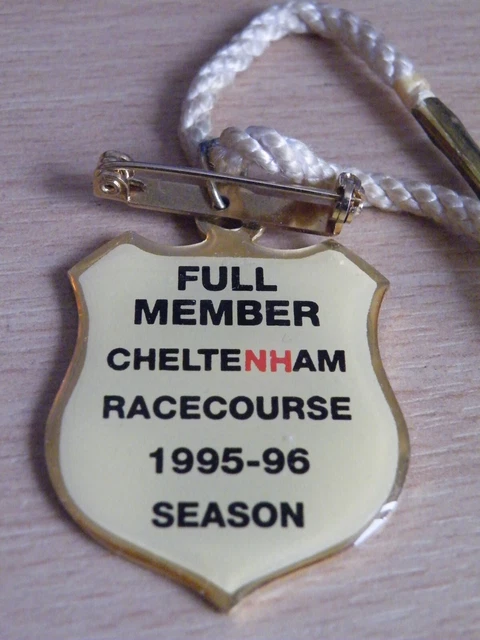 FULL
MEMBER
CHELTENHAM
RACECOURSE
1995-96
SEASON